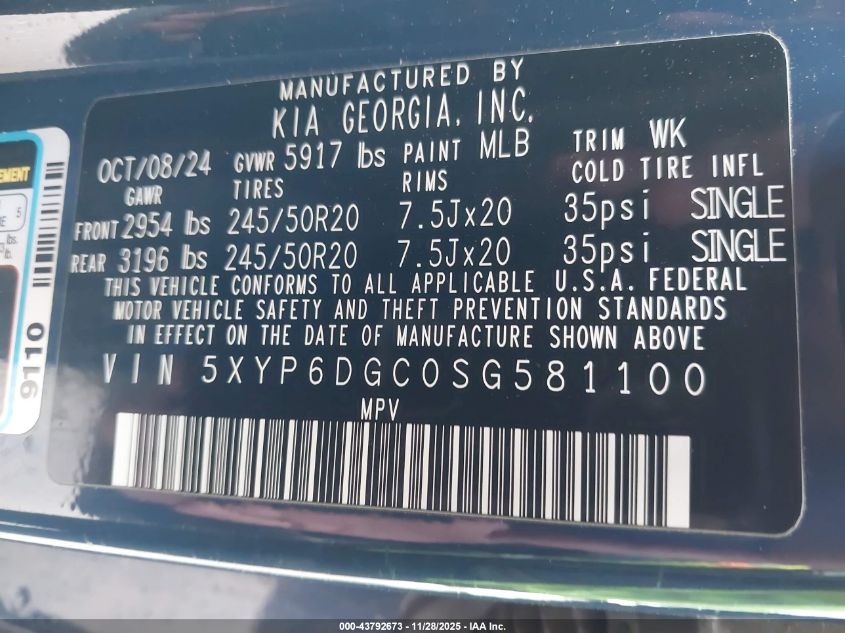 MANUFACTURED BY
KIA GEORGIA, INC.
OCT/08/24 GVWR 5917 lbs PAINT MLB TRIM WK
GAWR TIRES RIMS COLD TIRE INFL
FRONT 2954 lbs 245/50R20 7.5Jx20 35psi SINGLE
REAR 3196 lbs 245/50R20 7.5Jx20 35psi SINGLE
THIS VEHICLE CONFORMS TO ALL APPLICABLE U.S.A. FEDERAL
MOTOR VEHICLE SAFETY AND THEFT PREVENTION STANDARDS
IN EFFECT ON THE DATE OF MANUFACTURE SHOWN ABOVE
VIN 5XYP6DGC0SG581100
MPV
5
lbs.
lb.
9110
000-43792673 - 11/28/2025 - IAA Inc.